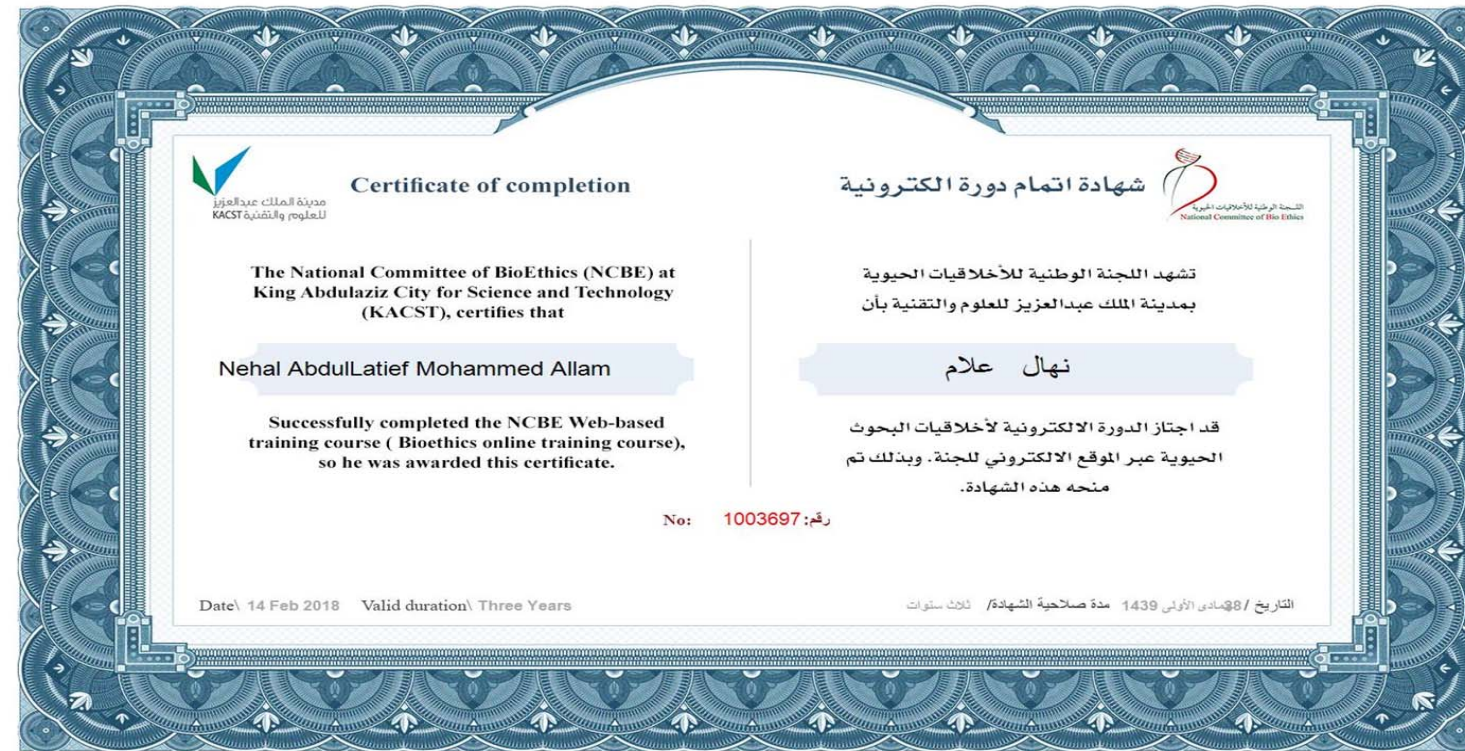 مدينة الملك عبدالعزيز
للعلوم والتقنية KACST
Certificate of completion
The National Committee of BioEthics (NCBE) at
King Abdulaziz City for Science and Technology
(KACST), certifies that
Nehal AbdulLatief Mohammed Allam
Successfully completed the NCBE Web-based
training course ( Bioethics online training course),
so he was awarded this certificate.
شهادة اتمام دورة الكترونية
اللجنة الوطنية للأخلاقيات الحيوية
National Committee of Bio Ethics
تشهد اللجنة الوطنية للأخلاقيات الحيوية
بمدينة الملك عبدالعزيز للعلوم والتقنية بأن
نهال علام
قد اجتاز الدورة الالكترونية لأخلاقيات البحوث
الحيوية عبر الموقع الالكتروني للجنة. وبذلك تم
منحه هذه الشهادة.
No: 1003697 رقم:
Date\ 14 Feb 2018 Valid duration\ Three Years
التاريخ / الأولى 1439 مدة صلاحية الشهادة/ ثلاث سنوات